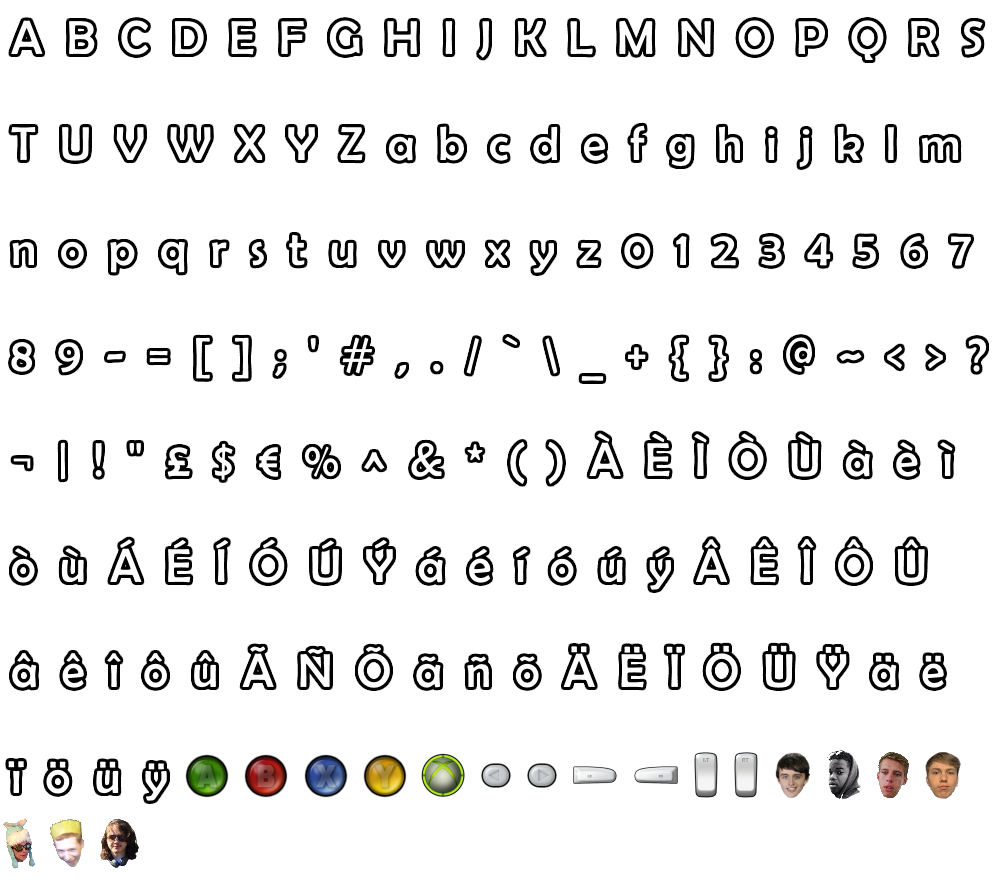 A B C D E F G H I J K L M N O P Q R S
T U V W X Y Z a b c d e f g h i j k l m
n o p q r s t u v w x y z 0 1 2 3 4 5 6 7
8 9 - = [ ] ; ' # , . / ` \ _ + { } : @ ~ < > ?
¬ | ! " £ $ € % ^ & * ( ) À È Ì Ò Ù à è ì
ò ù Á É Í Ó Ú Ý á é í ó ú ý Â Ê Î Ô Û
â ê î ô û Ã Ñ Õ ã ñ õ Ä Ë Ï Ö Ü Ÿ ä ë
ï ö ü ÿ A B X Y